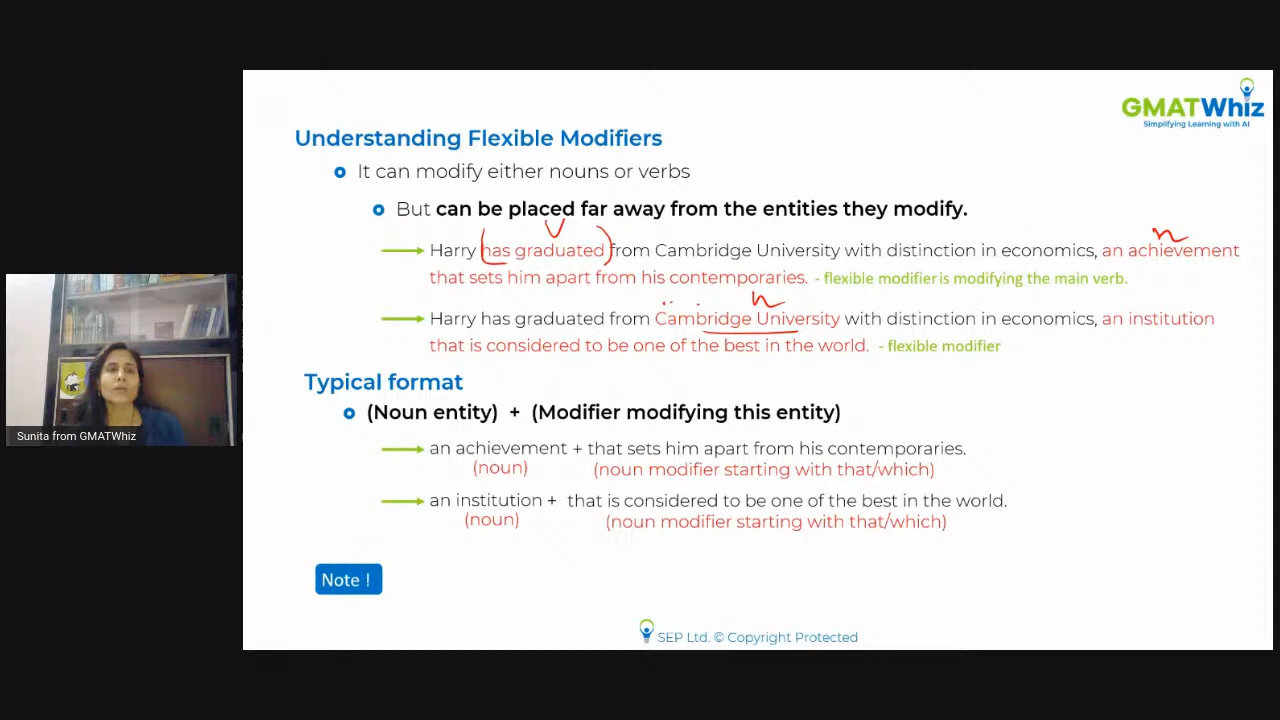 GMATWhiz
Simplifying Learning with AI
Understanding Flexible Modifiers
It can modify either nouns or verbs
But can be placed far away from the entities they modify.
V
n
Harry has graduated from Cambridge University with distinction in economics, an achievement
that sets him apart from his contemporaries. - flexible modifier is modifying the main verb.
n
Harry has graduated from Cambridge University with distinction in economics, an institution
that is considered to be one of the best in the world. - flexible modifier
Typical format
(Noun entity) + (Modifier modifying this entity)
an achievement + that sets him apart from his contemporaries.
(noun) (noun modifier starting with that/which)
an institution + that is considered to be one of the best in the world.
(noun) (noun modifier starting with that/which)
Note !
SEP Ltd. © Copyright Protected
Sunita from GMATWhiz